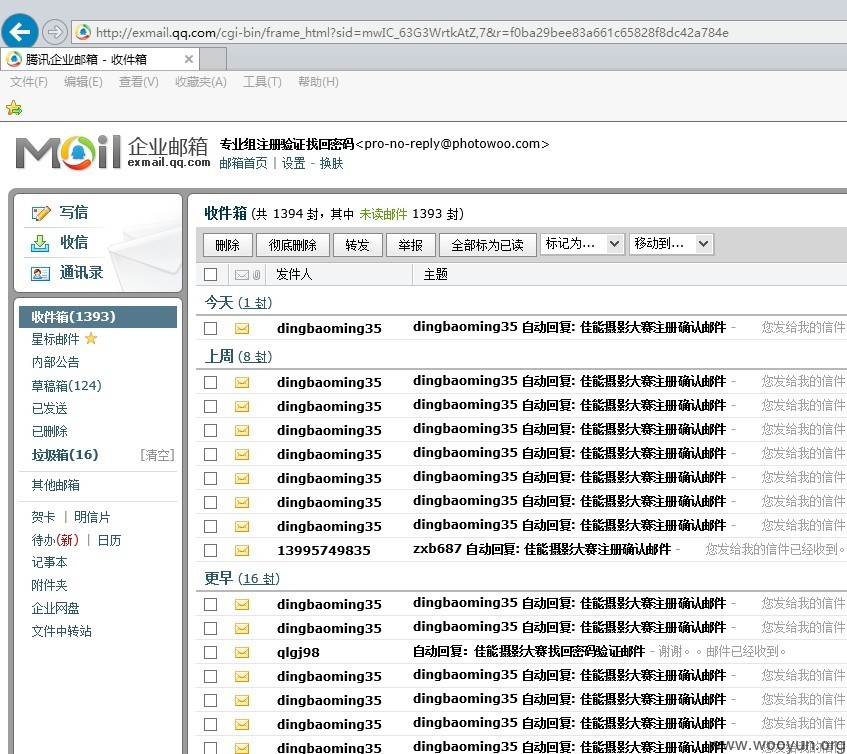 http://exmail.qq.com/cgi-bin/frame_html?sid=mwIC_63G3WrtkAtZ,7&r=f0ba29bee83a661c65828f8dc42a784e
腾讯企业邮箱 - 收件箱
文件(F) 编辑(E) 查看(V) 收藏夹(A) 工具(T) 帮助(H)
Mail 企业邮箱 exmail.qq.com
专业组注册验证找回密码<pro-no-reply@photowoo.com>
邮箱首页 | 设置 - 换肤
写信
收信
通讯录
收件箱(1393)
星标邮件
内部公告
草稿箱(124)
已发送
已删除
垃圾箱(16) [清空]
其他邮箱
贺卡 | 明信片
待办(新) | 日历
记事本
附件夹
企业网盘
文件中转站
收件箱 (共 1394 封，其中 未读邮件 1393 封)
删除 彻底删除 转发 举报 全部标为已读 标记为... 移动到...
发件人 主题
今天 (1 封)
dingbaoming35 dingbaoming35 自动回复: 佳能摄影大赛注册确认邮件 - 您发给我的信件
上周 (8 封)
dingbaoming35 dingbaoming35 自动回复: 佳能摄影大赛注册确认邮件 - 您发给我的信件
dingbaoming35 dingbaoming35 自动回复: 佳能摄影大赛注册确认邮件 - 您发给我的信件
dingbaoming35 dingbaoming35 自动回复: 佳能摄影大赛注册确认邮件 - 您发给我的信件
dingbaoming35 dingbaoming35 自动回复: 佳能摄影大赛注册确认邮件 - 您发给我的信件
dingbaoming35 dingbaoming35 自动回复: 佳能摄影大赛注册确认邮件 - 您发给我的信件
dingbaoming35 dingbaoming35 自动回复: 佳能摄影大赛注册确认邮件 - 您发给我的信件
dingbaoming35 dingbaoming35 自动回复: 佳能摄影大赛注册确认邮件 - 您发给我的信件
13995749835 zxb687 自动回复: 佳能摄影大赛注册确认邮件 - 您发给我的信件已经收到。
更早 (16 封)
dingbaoming35 dingbaoming35 自动回复: 佳能摄影大赛注册确认邮件 - 您发给我的信件
dingbaoming35 dingbaoming35 自动回复: 佳能摄影大赛注册确认邮件 - 您发给我的信件
qlgj98 自动回复：佳能摄影大赛找回密码验证邮件 - 谢谢。。邮件已经收到。
dingbaoming35 dingbaoming35 自动回复: 佳能摄影大赛注册确认邮件 - 您发给我的信件
dingbaoming35 dingbaoming35 自动回复: 佳能摄影大赛注册确认邮件 - 您发给我的信件
dingbaoming35 dingbaoming35 自动回复: 佳能摄影大赛注册确认邮件 - 您发给我的信件
dingbaoming35 dingbaoming35 自动回复: 佳能摄影大赛注册确认邮件
www.wooyun.org